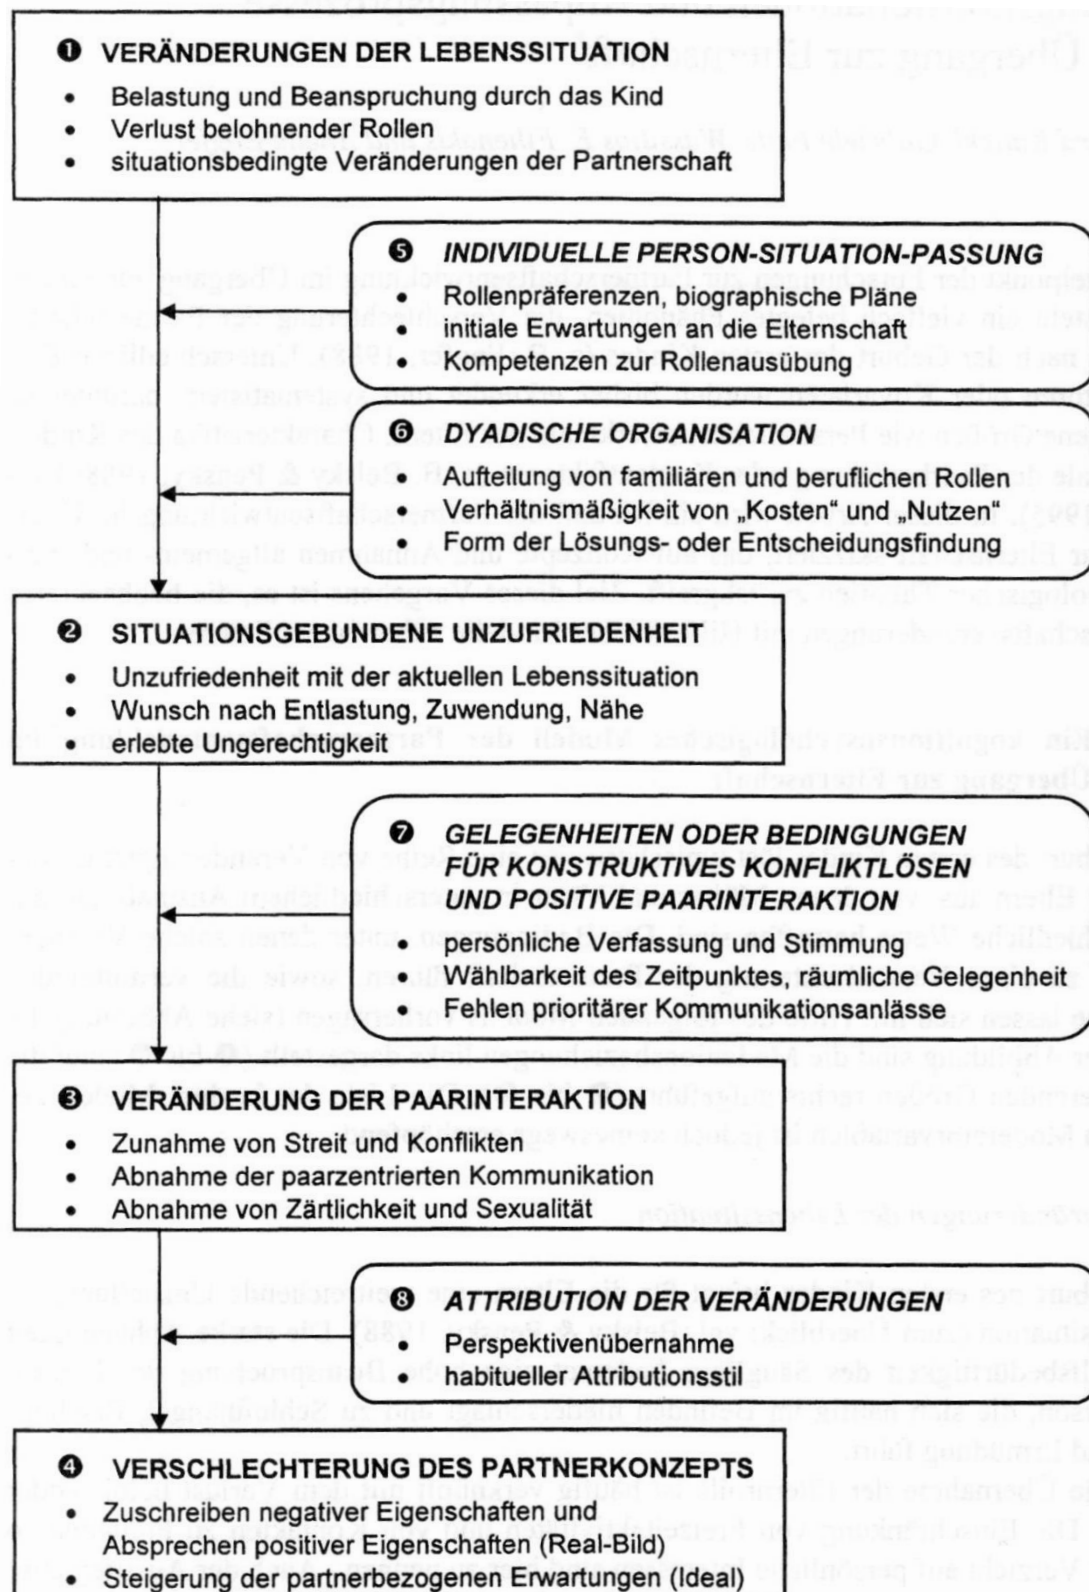 ❶ VERÄNDERUNGEN DER LEBENSSITUATION
• Belastung und Beanspruchung durch das Kind
• Verlust belohnender Rollen
• situationsbedingte Veränderungen der Partnerschaft
❺ INDIVIDUELLE PERSON-SITUATION-PASSUNG
• Rollenpräferenzen, biographische Pläne
• initiale Erwartungen an die Elternschaft
• Kompetenzen zur Rollenausübung
❻ DYADISCHE ORGANISATION
• Aufteilung von familiären und beruflichen Rollen
• Verhältnismäßigkeit von „Kosten“ und „Nutzen“
• Form der Lösungs- oder Entscheidungsfindung
❷ SITUATIONSGEBUNDENE UNZUFRIEDENHEIT
• Unzufriedenheit mit der aktuellen Lebenssituation
• Wunsch nach Entlastung, Zuwendung, Nähe
• erlebte Ungerechtigkeit
❼ GELEGENHEITEN ODER BEDINGUNGEN
FÜR KONSTRUKTIVES KONFLIKTLÖSEN
UND POSITIVE PAARINTERAKTION
• persönliche Verfassung und Stimmung
• Wählbarkeit des Zeitpunktes, räumliche Gelegenheit
• Fehlen prioritärer Kommunikationsanlässe
❸ VERÄNDERUNG DER PAARINTERAKTION
• Zunahme von Streit und Konflikten
• Abnahme der paarzentrierten Kommunikation
• Abnahme von Zärtlichkeit und Sexualität
❽ ATTRIBUTION DER VERÄNDERUNGEN
• Perspektivenübernahme
• habitueller Attributionsstil
❹ VERSCHLECHTERUNG DES PARTNERKONZEPTS
• Zuschreiben negativer Eigenschaften und
Absprechen positiver Eigenschaften (Real-Bild)
• Steigerung der partnerbezogenen Erwartungen (Ideal)